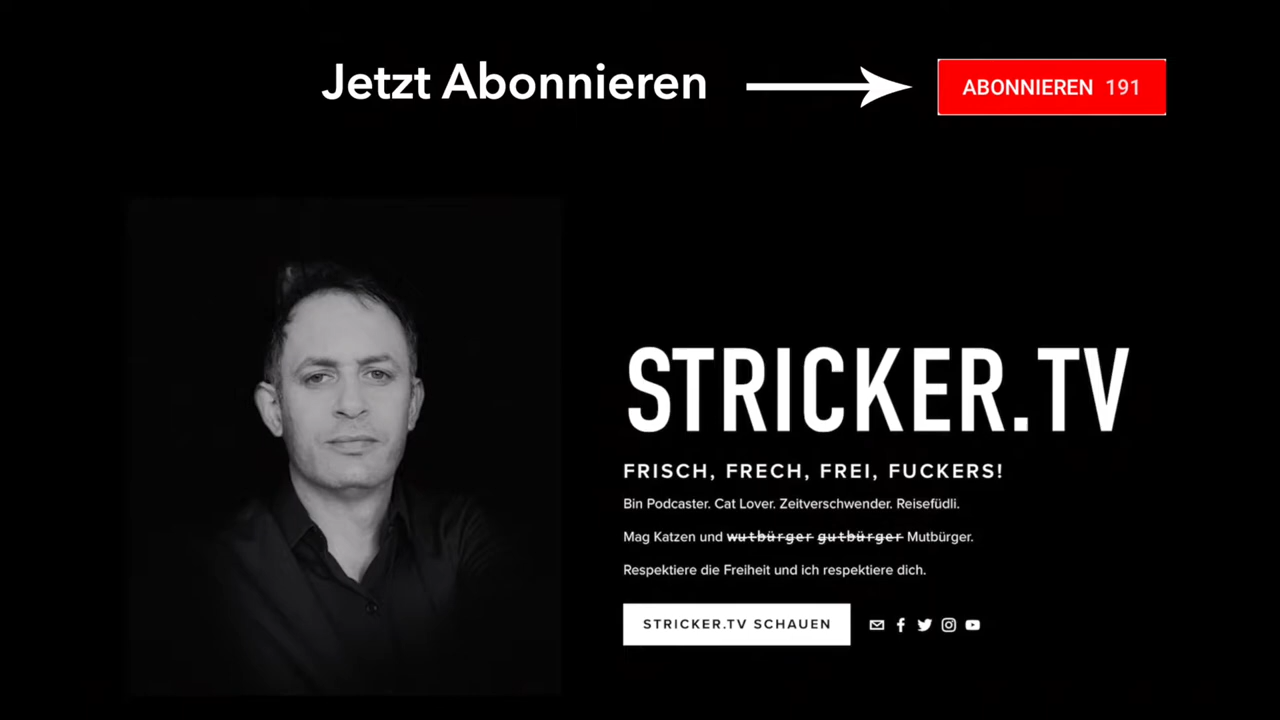 Jetzt Abonnieren
ABONNIEREN 191
STRICKER.TV
FRISCH, FRECH, FREI, FUCKERS!
Bin Podcaster. Cat Lover. Zeitverschwender. Reisefüdli.
Mag Katzen und wutbürger gutbürger Mutbürger.
Respektiere die Freiheit und ich respektiere dich.
STRICKER.TV SCHAUEN